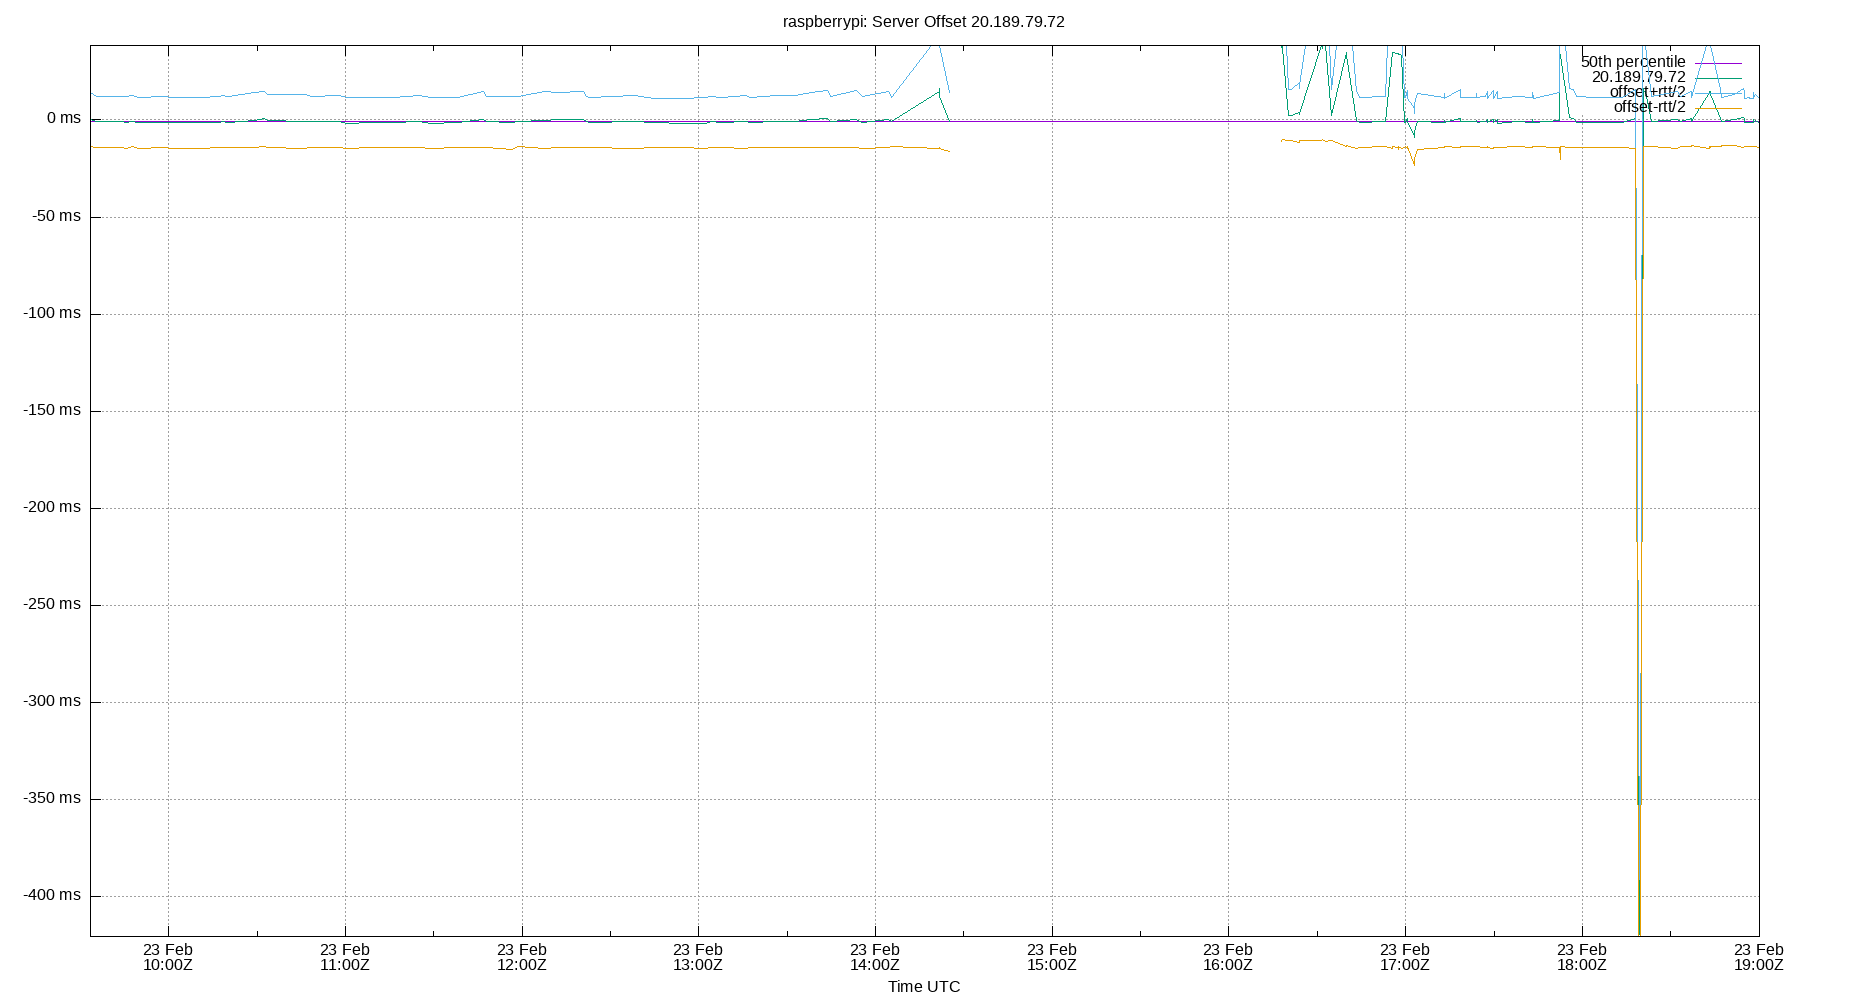 raspberrypi: Server Offset 20.189.79.72
50th percentile
20.189.79.72
offset+rtt/2
offset-rtt/2
0 ms
-50 ms
-100 ms
-150 ms
-200 ms
-250 ms
-300 ms
-350 ms
-400 ms
23 Feb 23 Feb 23 Feb 23 Feb 23 Feb 23 Feb 23 Feb 23 Feb 23 Feb 23 Feb
10:00Z 11:00Z 12:00Z 13:00Z 14:00Z 15:00Z 16:00Z 17:00Z 18:00Z 19:00Z
Time UTC